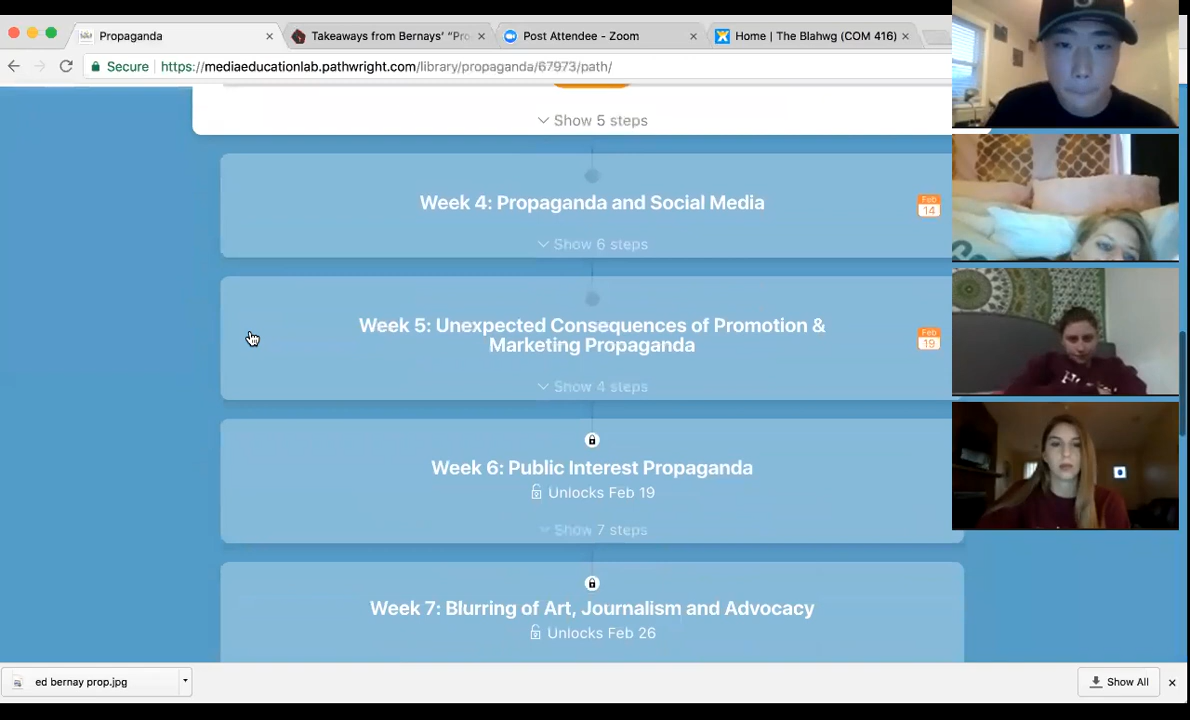 Propaganda
Takeaways from Bernays' "Pro
Post Attendee - Zoom
Home | The Blahwg (COM 416)
Secure
https://mediaeducationlab.pathwright.com/library/propaganda/67973/path/
Show 5 steps
Week 4: Propaganda and Social Media
Feb
14
Show 6 steps
Week 5: Unexpected Consequences of Promotion &
Marketing Propaganda
Feb
19
Show 4 steps
Week 6: Public Interest Propaganda
Unlocks Feb 19
Show 7 steps
Week 7: Blurring of Art, Journalism and Advocacy
Unlocks Feb 26
ed bernay prop.jpg
Show All